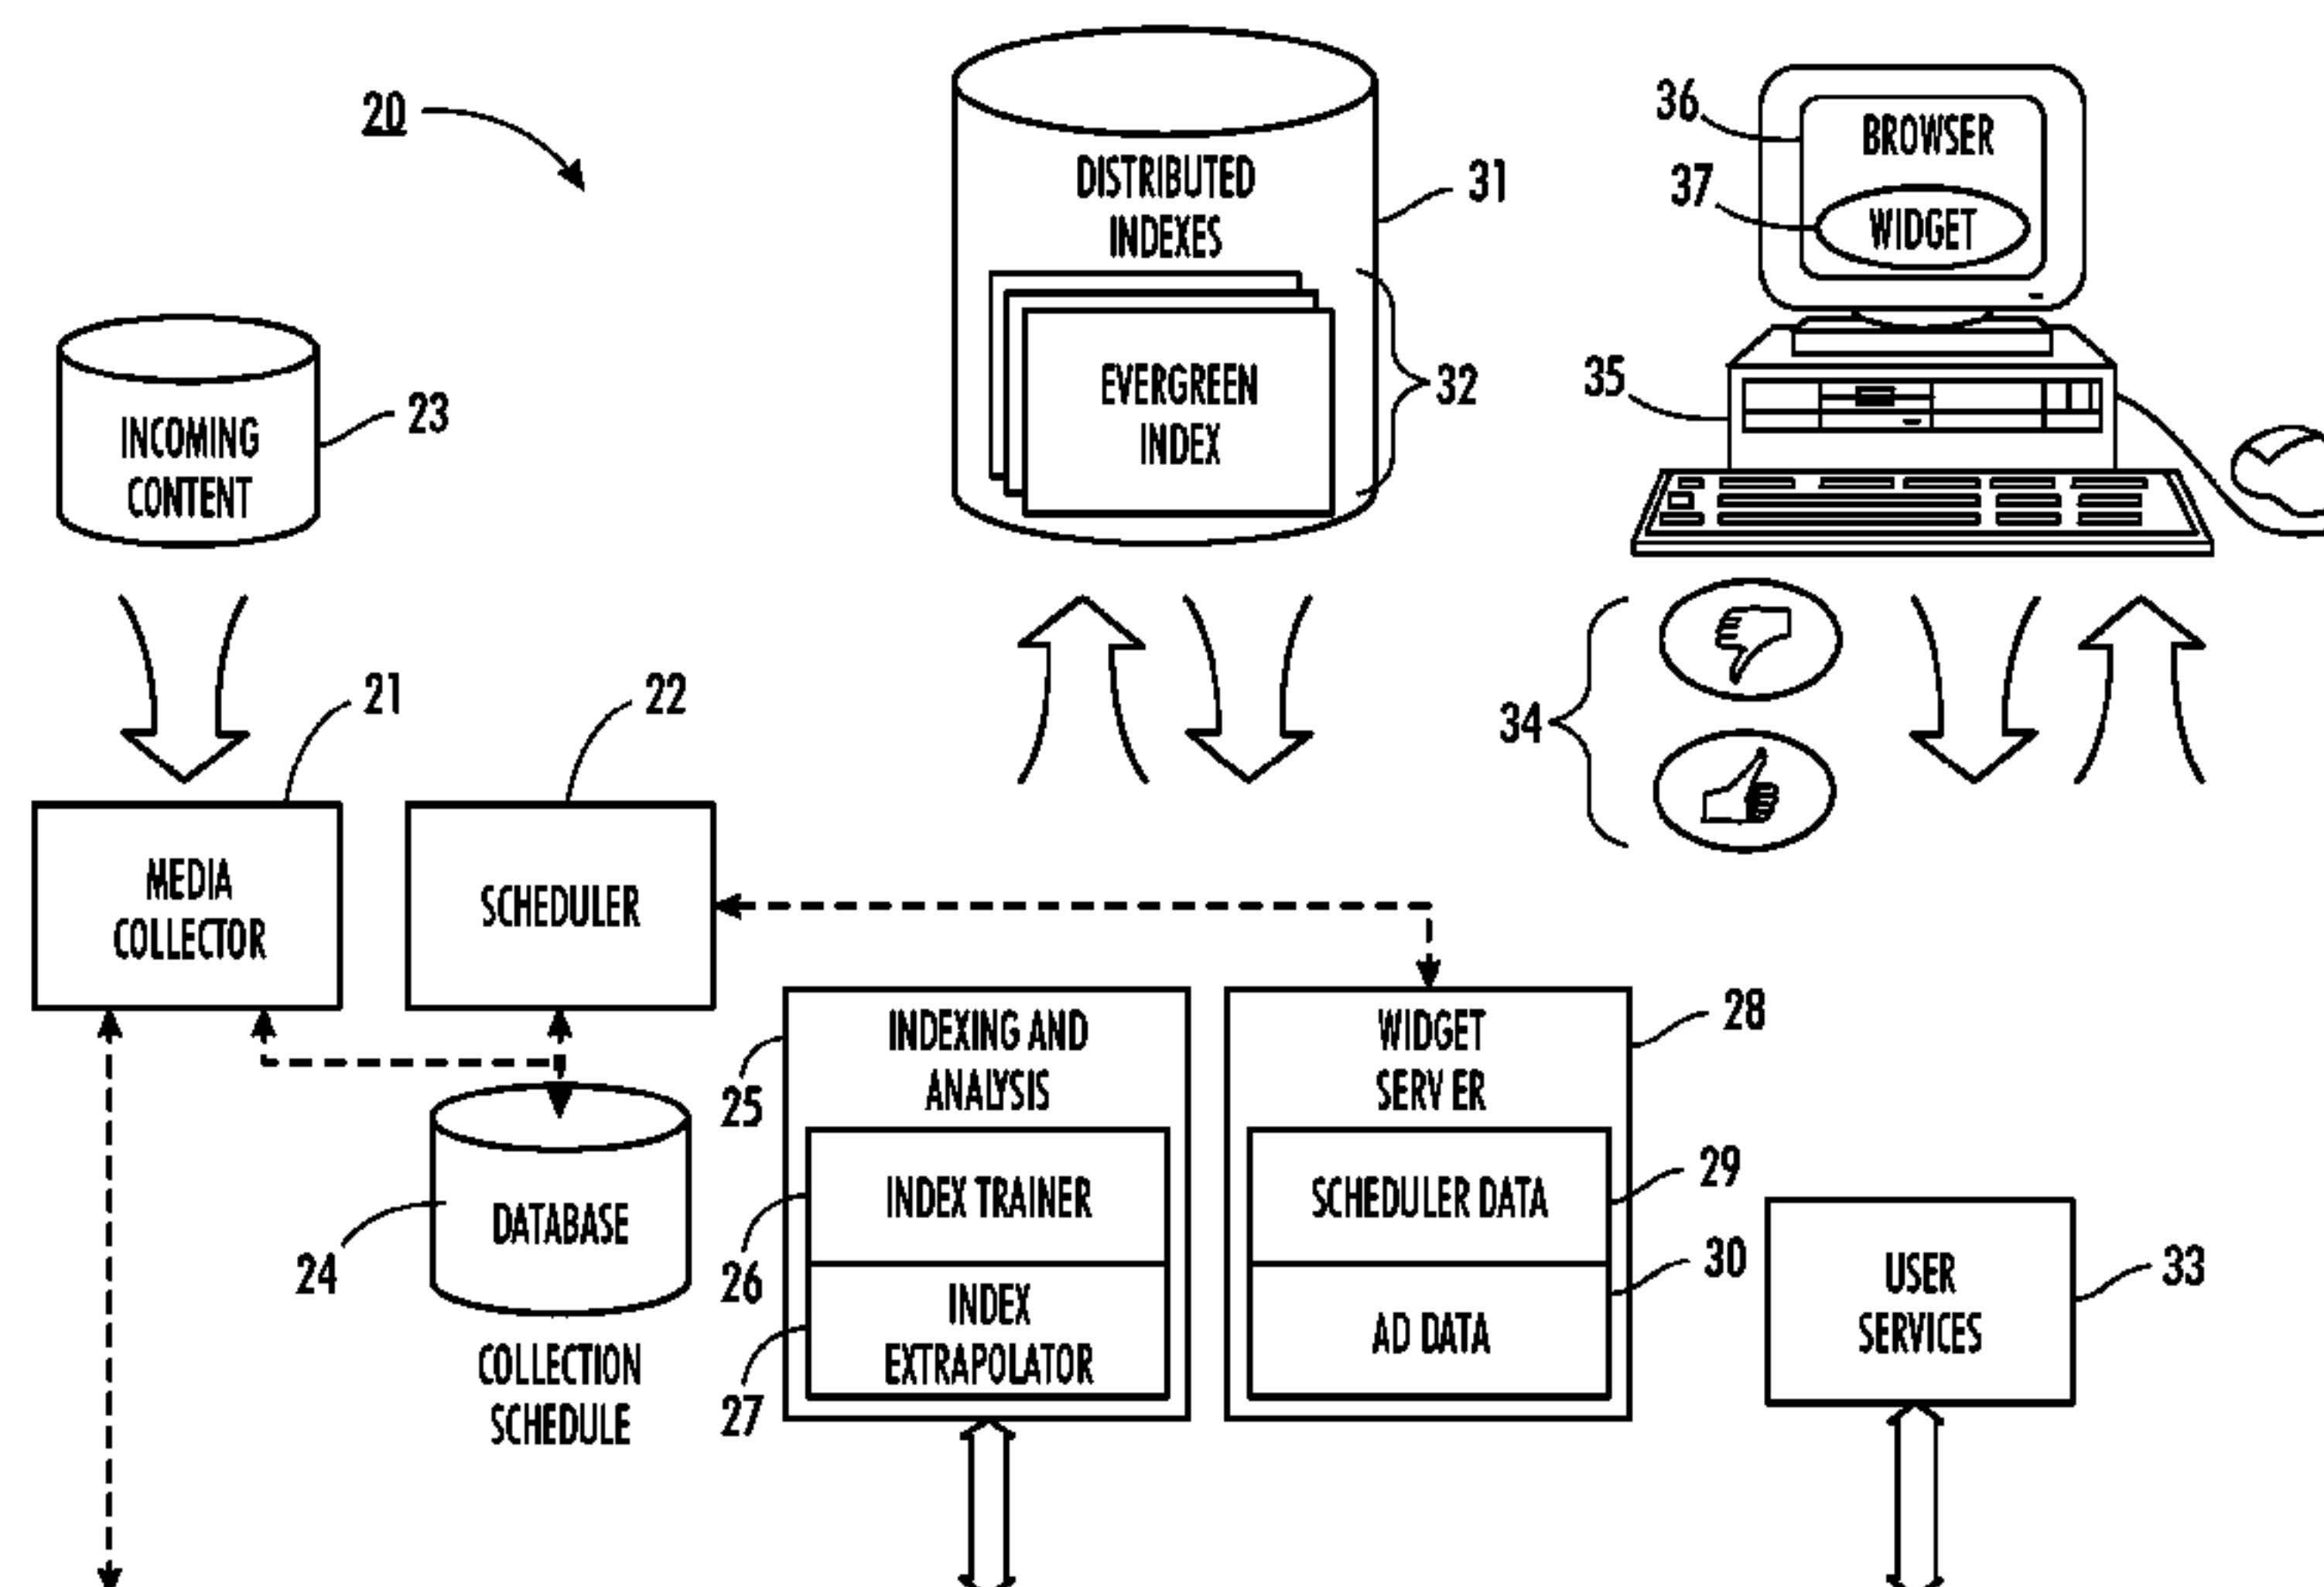 20
DISTRIBUTED
INDEXES
31
EVERGREEN
INDEX
32
36
BROWSER
37
WIDGET
35
INCOMING
CONTENT
23
34
21
22
MEDIA
COLLECTOR
SCHEDULER
INDEXING AND
ANALYSIS
25
WIDGET
SERV ER
28
DATABASE
24
COLLECTION
SCHEDULE
INDEX TRAINER
26
INDEX
EXTRAPOLATOR
27
SCHEDULER DATA
29
AD DATA
30
USER
SERVICES
33